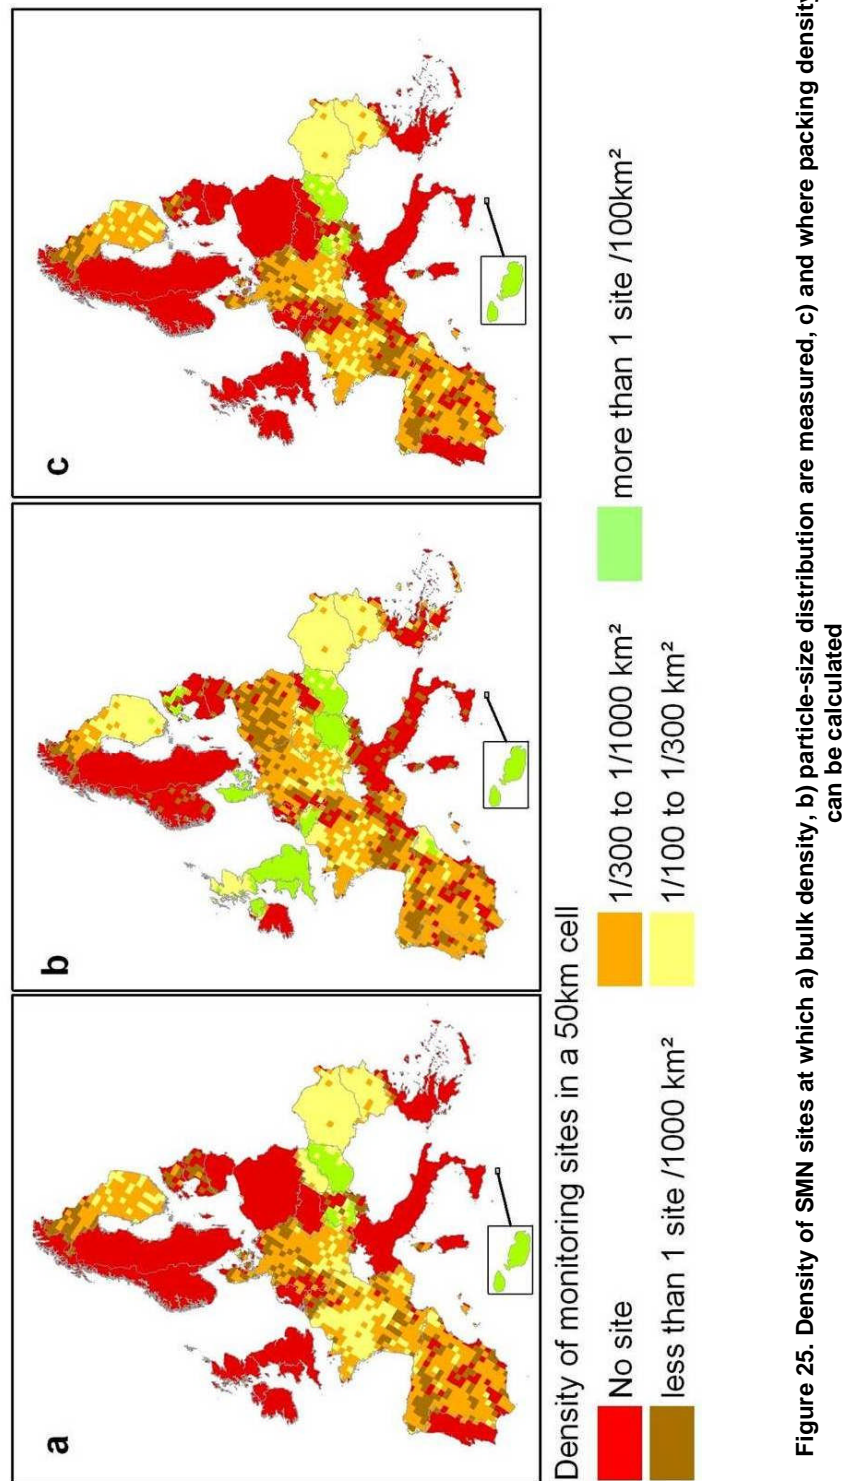 a
b
c
Density of monitoring sites in a 50km cell
No site
less than 1 site /1000 km²
1/300 to 1/1000 km²
1/100 to 1/300 km²
more than 1 site /100km²
Figure 25. Density of SMN sites at which a) bulk density, b) particle-size distribution are measured, c) and where packing density
can be calculated